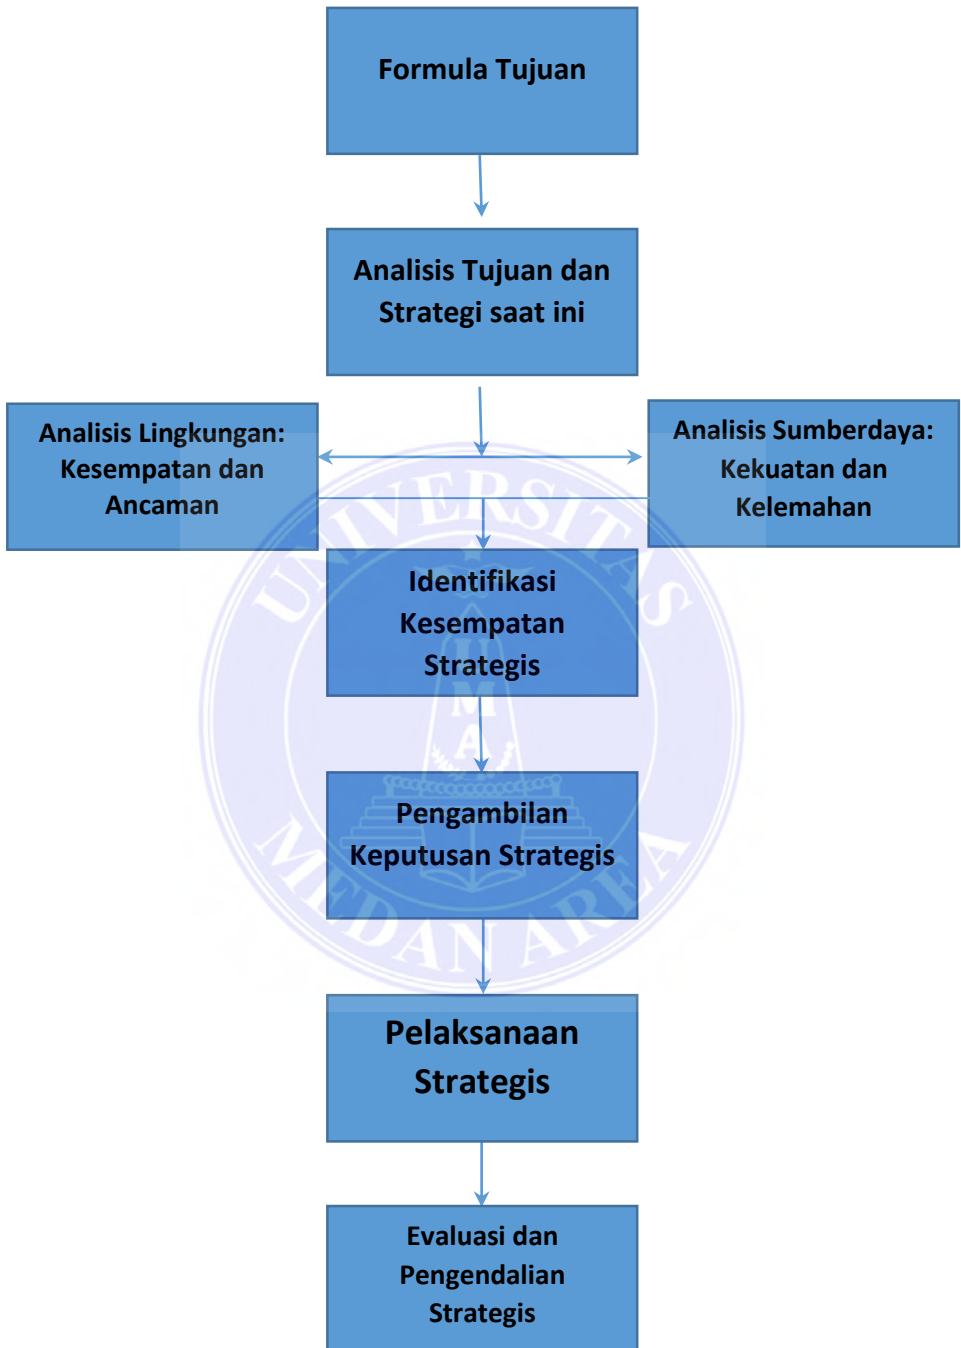 Formula Tujuan
Analisis Tujuan dan
Strategi saat ini
Analisis Lingkungan:
Kesempatan dan
Ancaman
Analisis Sumberdaya:
Kekuatan dan
Kelemahan
Identifikasi
Kesempatan
Strategis
Pengambilan
Keputusan Strategis
Pelaksanaan
Strategis
Evaluasi dan
Pengendalian
Strategis
UNIVERSITAS
U
M
A
MEDAN AREA